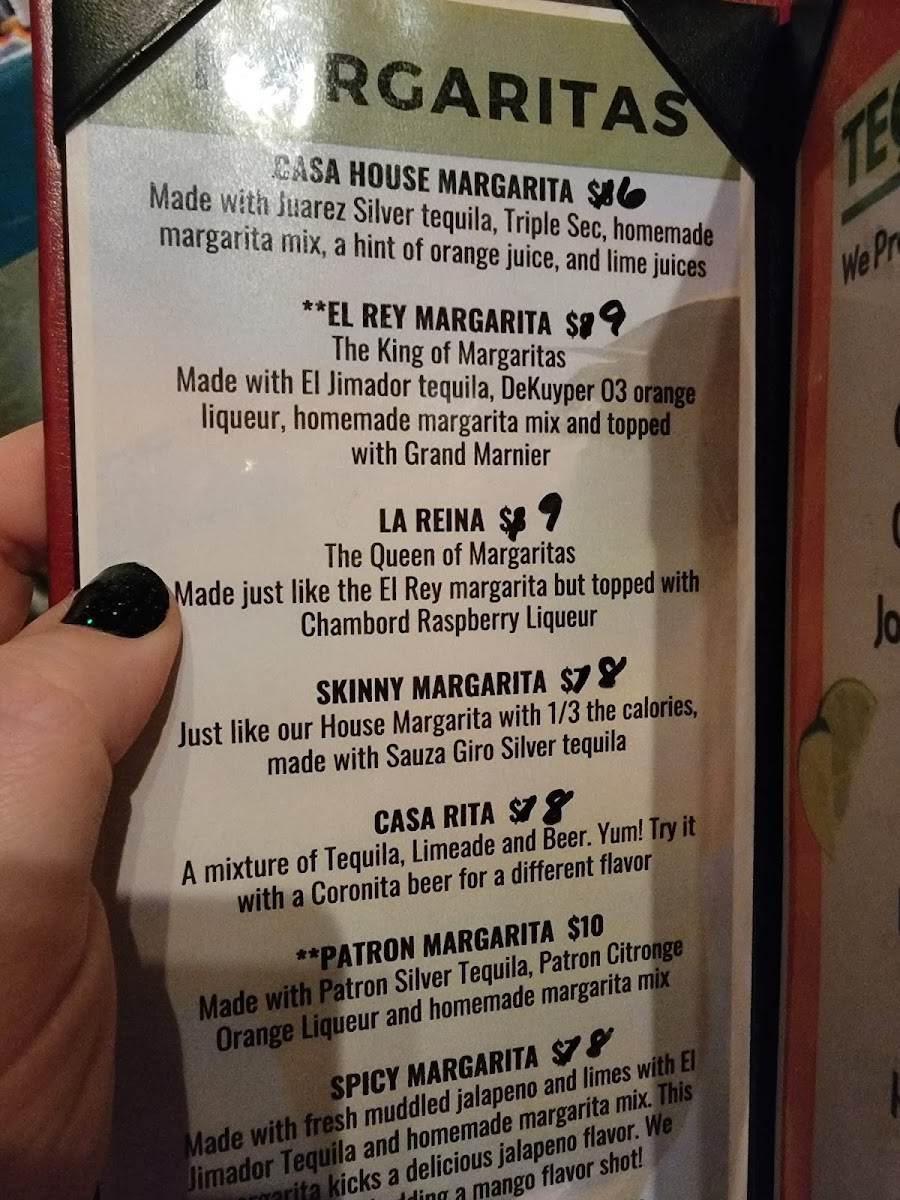 MARGARITAS
CASA HOUSE MARGARITA $6
Made with Juarez Silver tequila, Triple Sec, homemade
margarita mix, a hint of orange juice, and lime juices
**EL REY MARGARITA $8 9
The King of Margaritas
Made with El Jimador tequila, DeKuyper O3 orange
liqueur, homemade margarita mix and topped
with Grand Marnier
LA REINA $8 9
The Queen of Margaritas
Made just like the El Rey margarita but topped with
Chambord Raspberry Liqueur
SKINNY MARGARITA $7 8
Just like our House Margarita with 1/3 the calories,
made with Sauza Giro Silver tequila
CASA RITA $7 8
A mixture of Tequila, Limeade and Beer. Yum! Try it
with a Coronita beer for a different flavor
**PATRON MARGARITA $10
Made with Patron Silver Tequila, Patron Citronge
Orange Liqueur and homemade margarita mix
SPICY MARGARITA $7 8
Made with fresh muddled jalapeno and limes with El
Jimador Tequila and homemade margarita mix. This
kicks a delicious jalapeno flavor. We
a mango flavor shot!
We
Jo